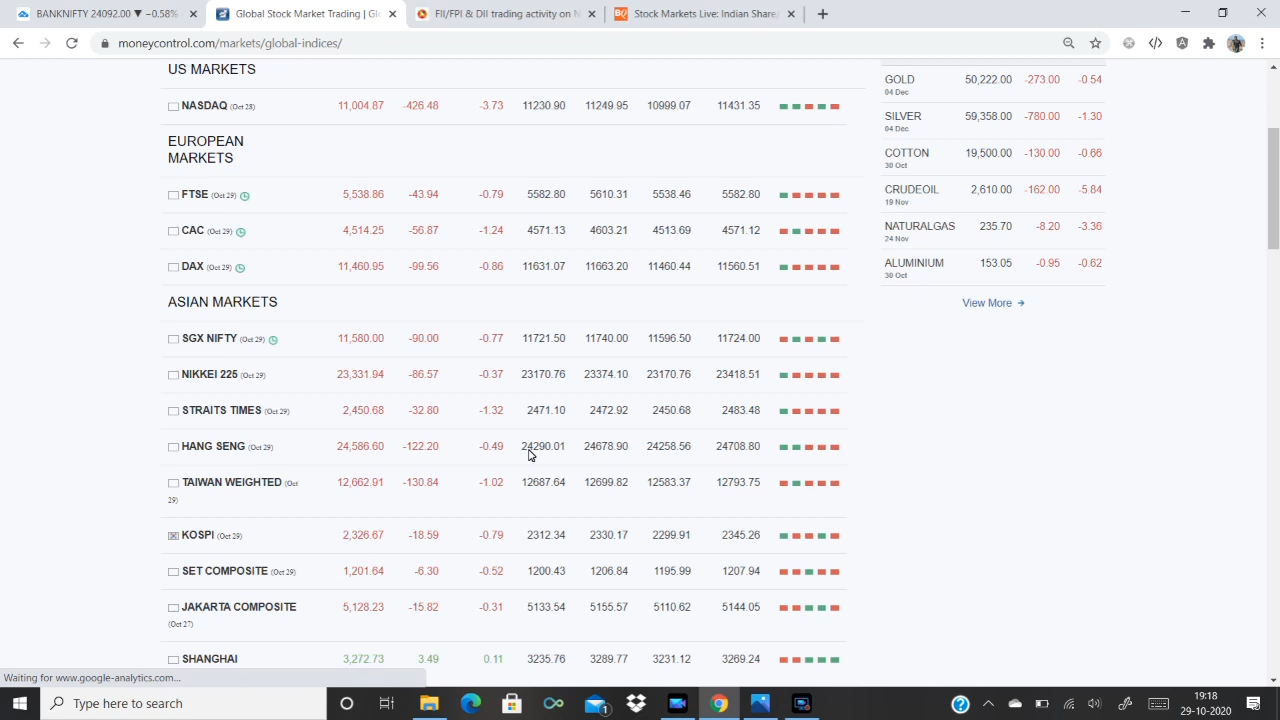 BANKNIFTY 24092.00 ▼ −0.58%
Global Stock Market Trading | Gl
FII/FII & DII trading activity on N
BQ Stock Markets Live: Indian Share,
moneycontrol.com/markets/global-indices/
US MARKETS
NASDAQ (Oct 28) 11,004.87 -426.48 -3.73 11230.90 11249.95 10999.07 11431.35
EUROPEAN
MARKETS
FTSE (Oct 29) 5,538.86 -43.94 -0.79 5582.80 5610.31 5538.46 5582.80
CAC (Oct 29) 4,514.25 -56.87 -1.24 4571.13 4603.21 4513.69 4571.12
DAX (Oct 29) 11,460.95 -99.56 -0.86 11631.07 11663.20 11460.44 11560.51
ASIAN MARKETS
SGX NIFTY (Oct 29) 11,580.00 -90.00 -0.77 11721.50 11740.00 11596.50 11724.00
NIKKEI 225 (Oct 29) 23,331.94 -86.57 -0.37 23170.76 23374.10 23170.76 23418.51
STRAITS TIMES (Oct 29) 2,450.68 -32.80 -1.32 2471.10 2472.92 2450.68 2483.48
HANG SENG (Oct 29) 24,586.60 -122.20 -0.49 24290.01 24678.90 24258.56 24708.80
TAIWAN WEIGHTED (Oct 12,662.91 -130.84 -1.02 12687.64 12699.82 12583.37 12793.75
29)
KOSPI (Oct 29) 2,326.67 -18.59 -0.79 2312.34 2330.17 2299.91 2345.26
SET COMPOSITE (Oct 29) 1,201.64 -6.30 -0.52 1200.43 1206.84 1195.99 1207.94
JAKARTA COMPOSITE 5,128.23 -15.82 -0.31 5133.54 5155.57 5110.62 5144.05
(Oct 27)
SHANGHAI 3,272.73 3.49 0.11 3235.76 3289.77 3231.12 3269.24
GOLD 50,222.00 -273.00 -0.54
04 Dec
SILVER 59,358.00 -780.00 -1.30
04 Dec
COTTON 19,500.00 -130.00 -0.66
30 Oct
CRUDEOIL 2,610.00 -162.00 -5.84
19 Nov
NATURALGAS 235.70 -8.20 -3.36
24 Nov
ALUMINIUM 153.05 -0.95 -0.62
30 Oct
View More →
Waiting for www.google-analytics.com...
Type here to search
1
19:18
29-10-2020